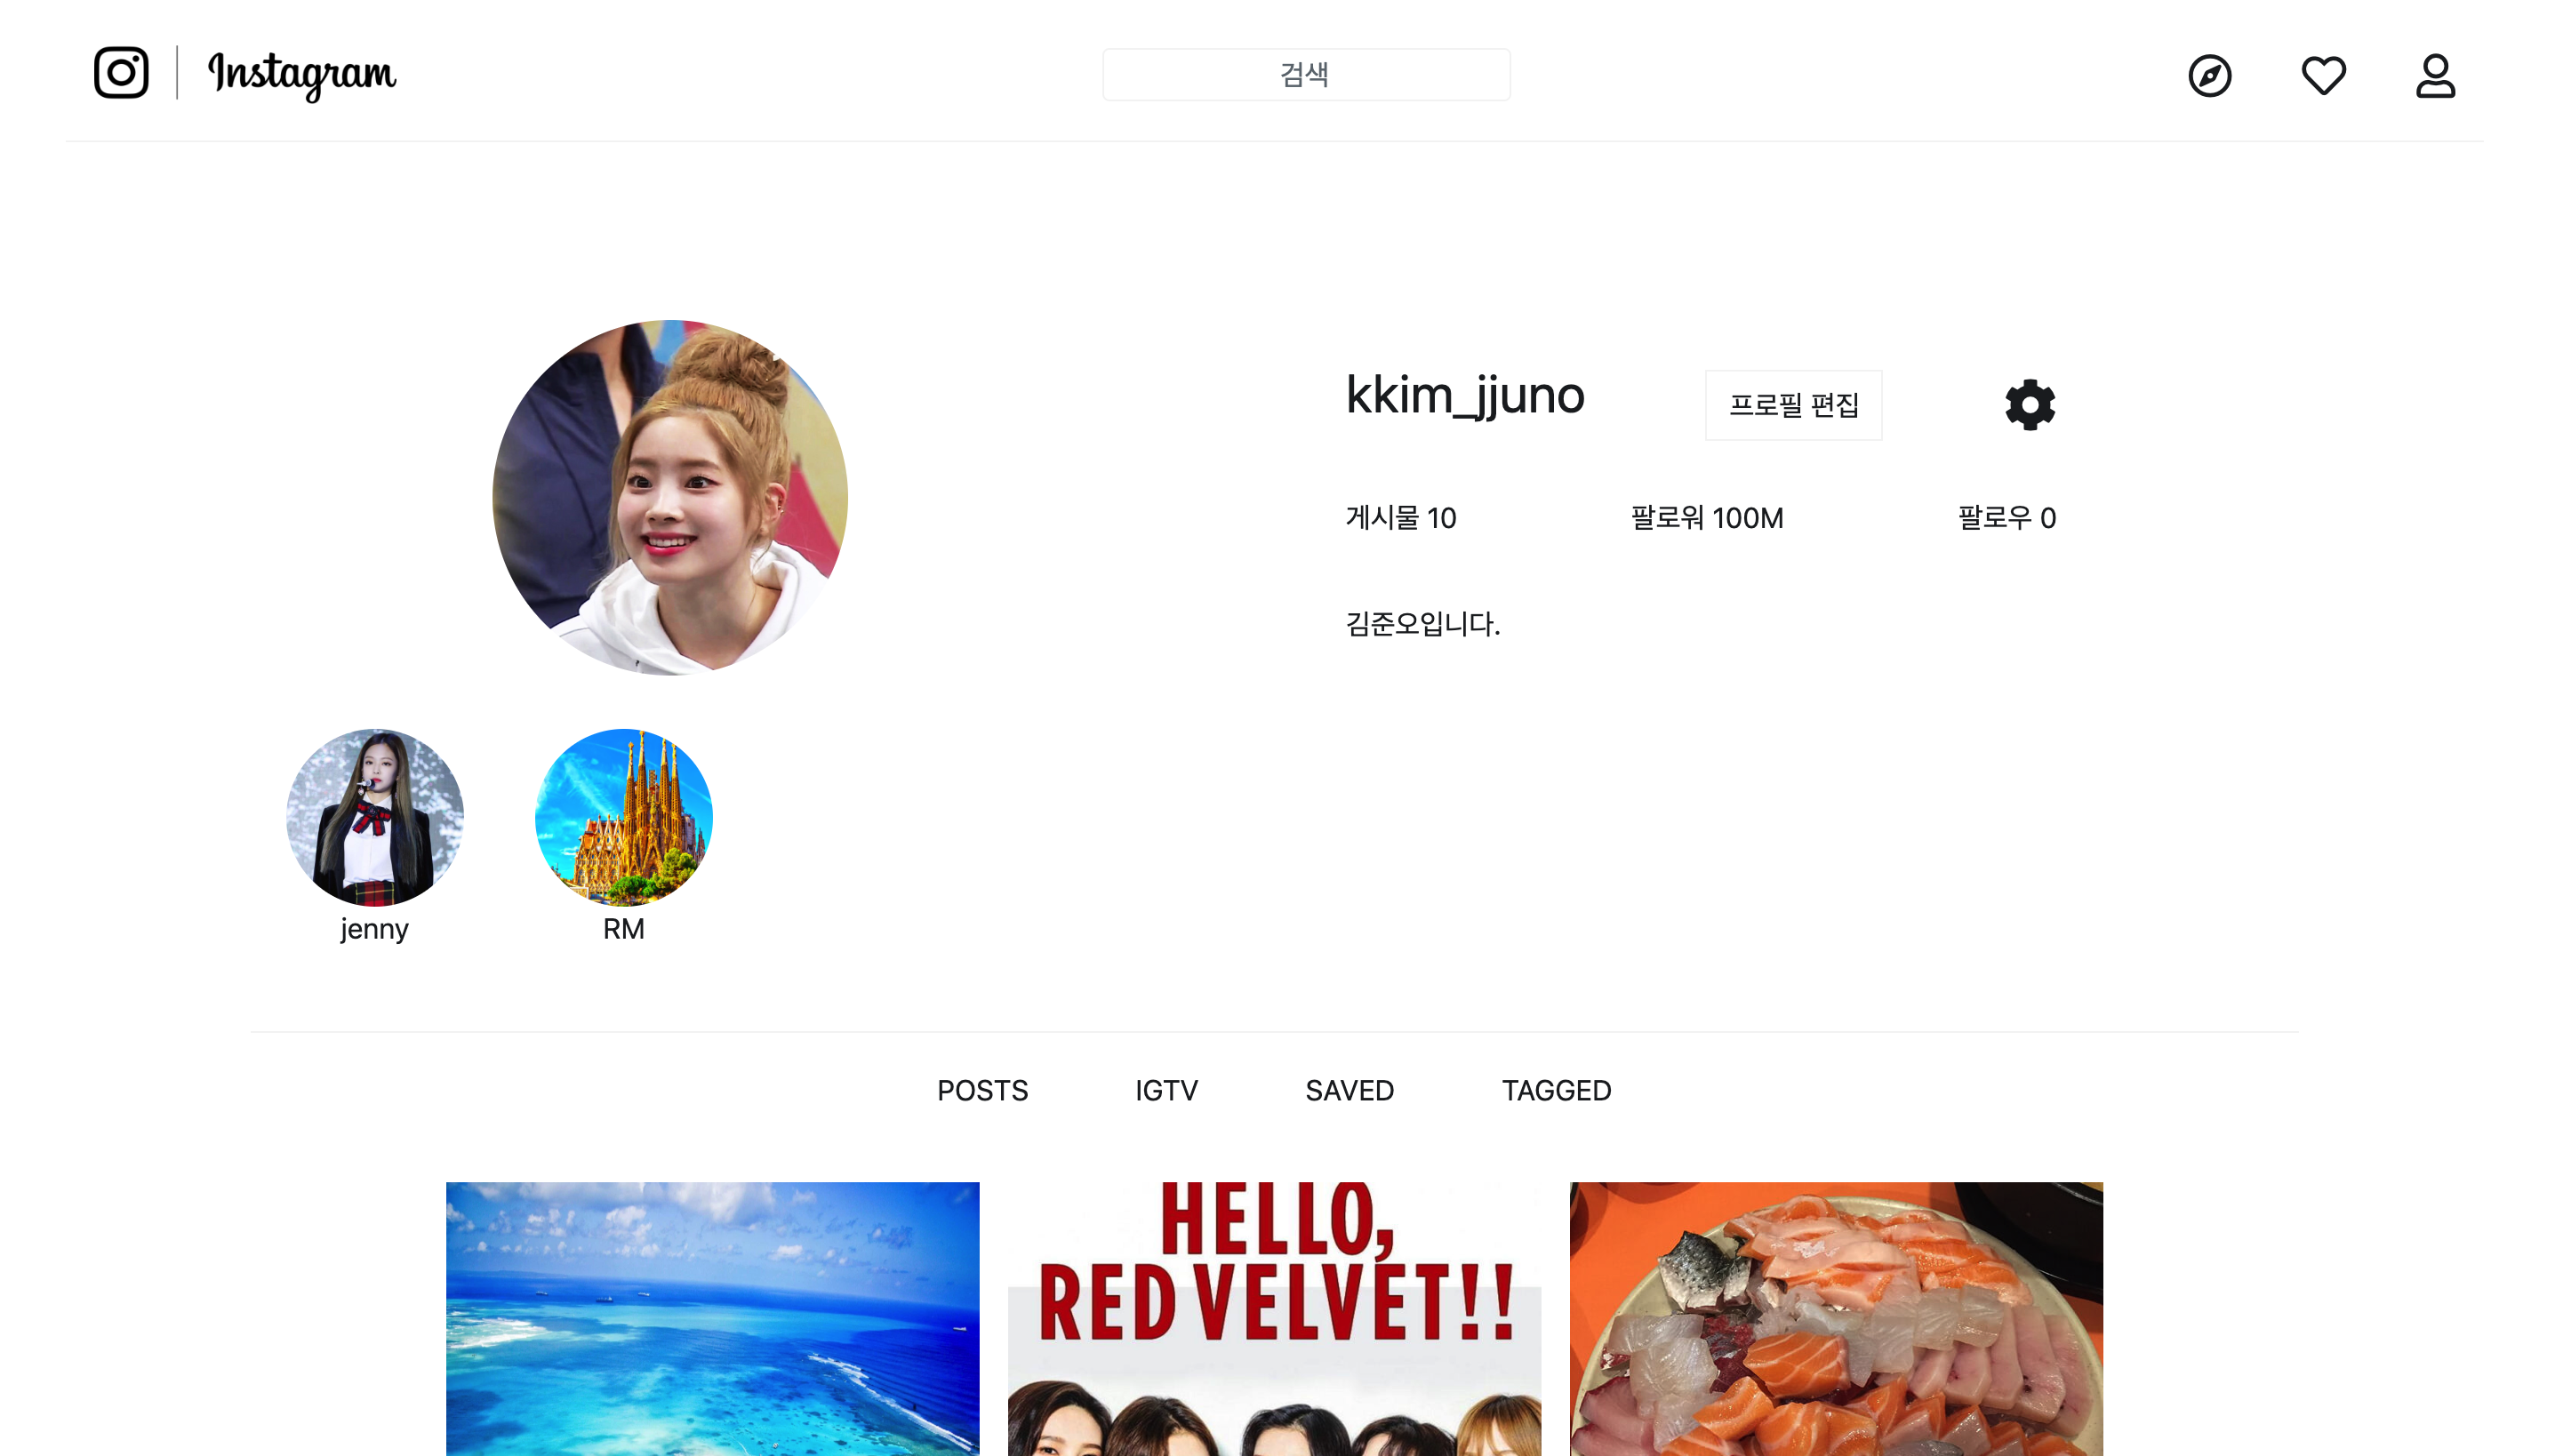 Instagram
검색
kkim_jjuno
프로필 편집
게시물 10
팔로워 100M
팔로우 0
김준오입니다.
jenny
RM
POSTS
IGTV
SAVED
TAGGED
HELLO,
RED VELVET!!